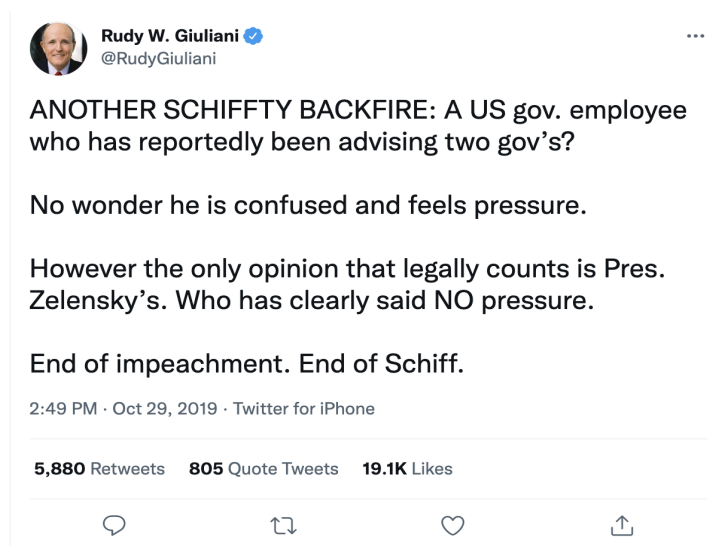 Rudy W. Giuliani
@RudyGiuliani
ANOTHER SCHIFFTY BACKFIRE: A US gov. employee
who has reportedly been advising two gov’s?
No wonder he is confused and feels pressure.
However the only opinion that legally counts is Pres.
Zelensky’s. Who has clearly said NO pressure.
End of impeachment. End of Schiff.
2:49 PM · Oct 29, 2019 · Twitter for iPhone
5,880 Retweets 805 Quote Tweets 19.1K Likes